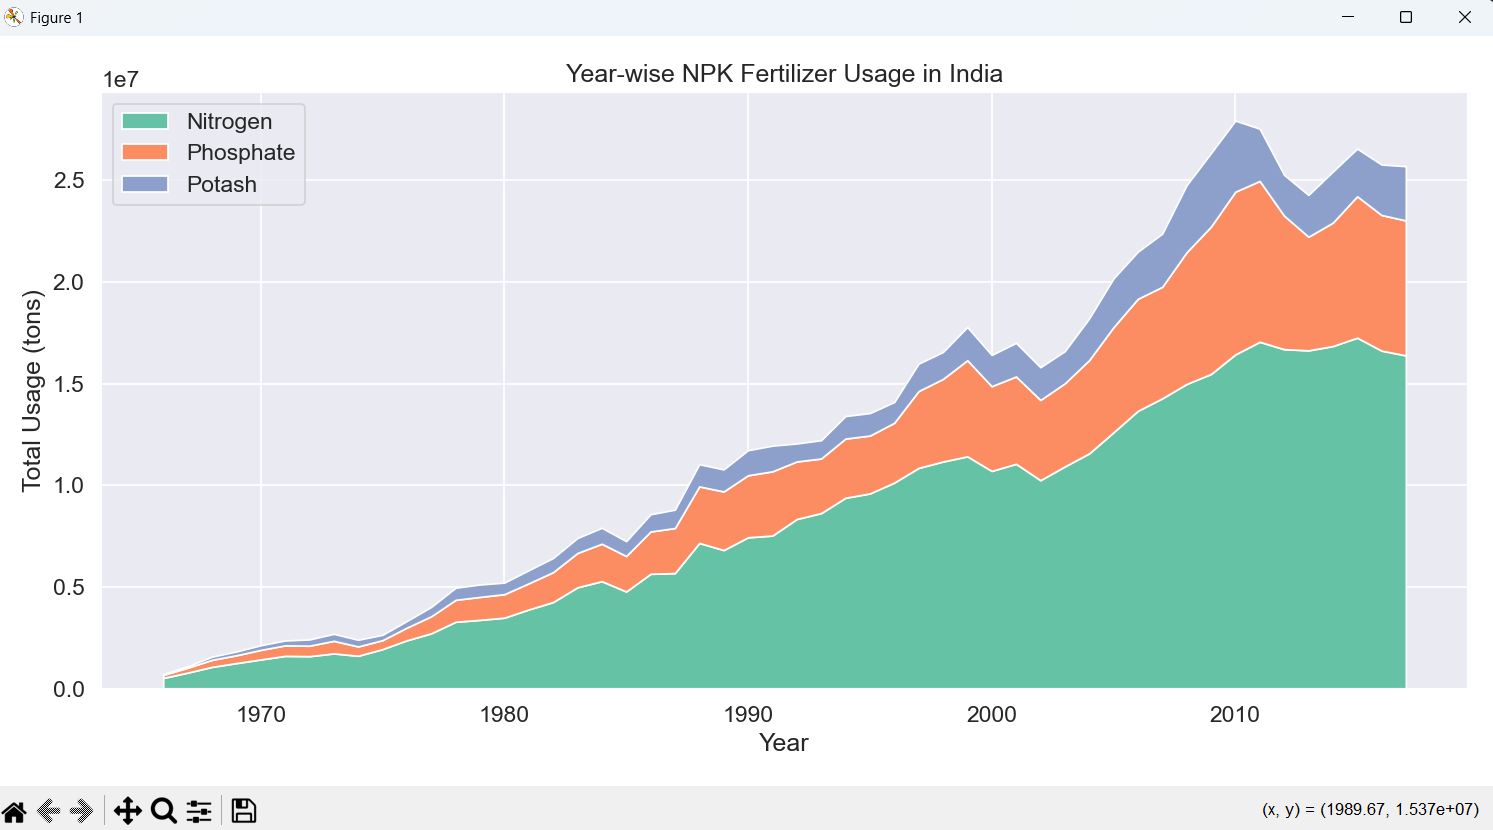 Figure 1
Year-wise NPK Fertilizer Usage in India
1e7
Nitrogen
Phosphate
Potash
2.5
2.0
1.5
1.0
0.5
0.0
Total Usage (tons)
1970 1980 1990 2000 2010
Year
(x, y) = (1989.67, 1.537e+07)